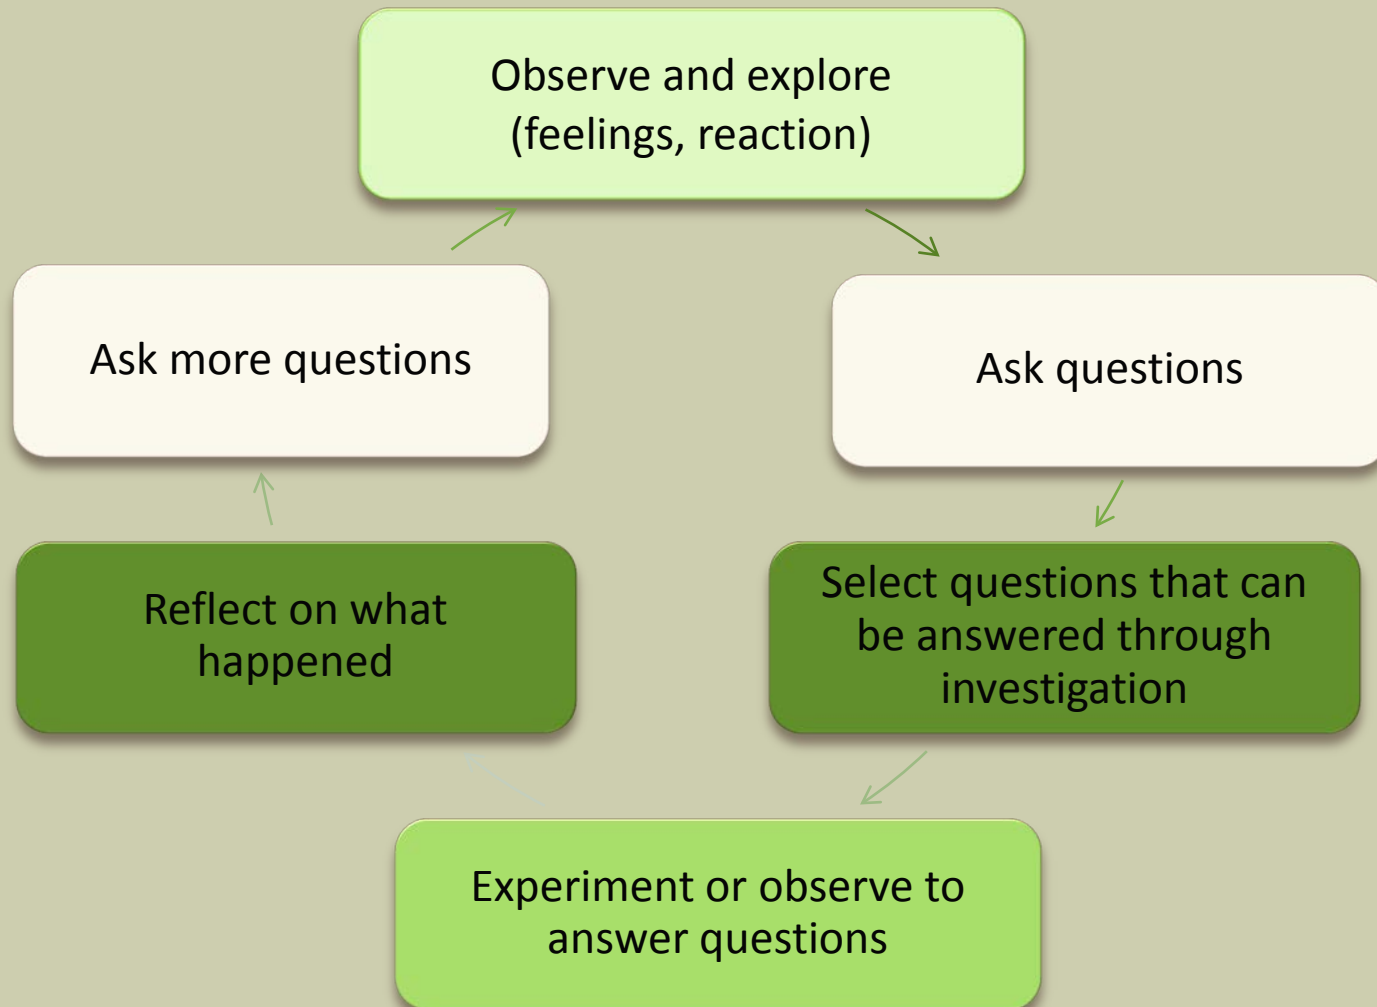 Observe and explore
(feelings, reaction)
Ask questions
Select questions that can
be answered through
investigation
Experiment or observe to
answer questions
Reflect on what
happened
Ask more questions